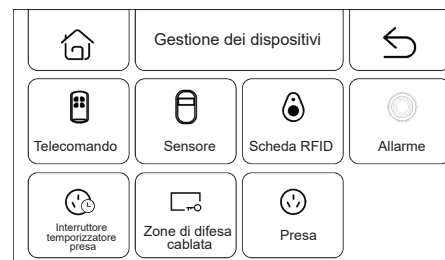 Gestione dei dispositivi
Telecomando
Sensore
Scheda RFID
Allarme
Interruttore
temporizzatore
presa
Zone di difesa
cablata
Presa